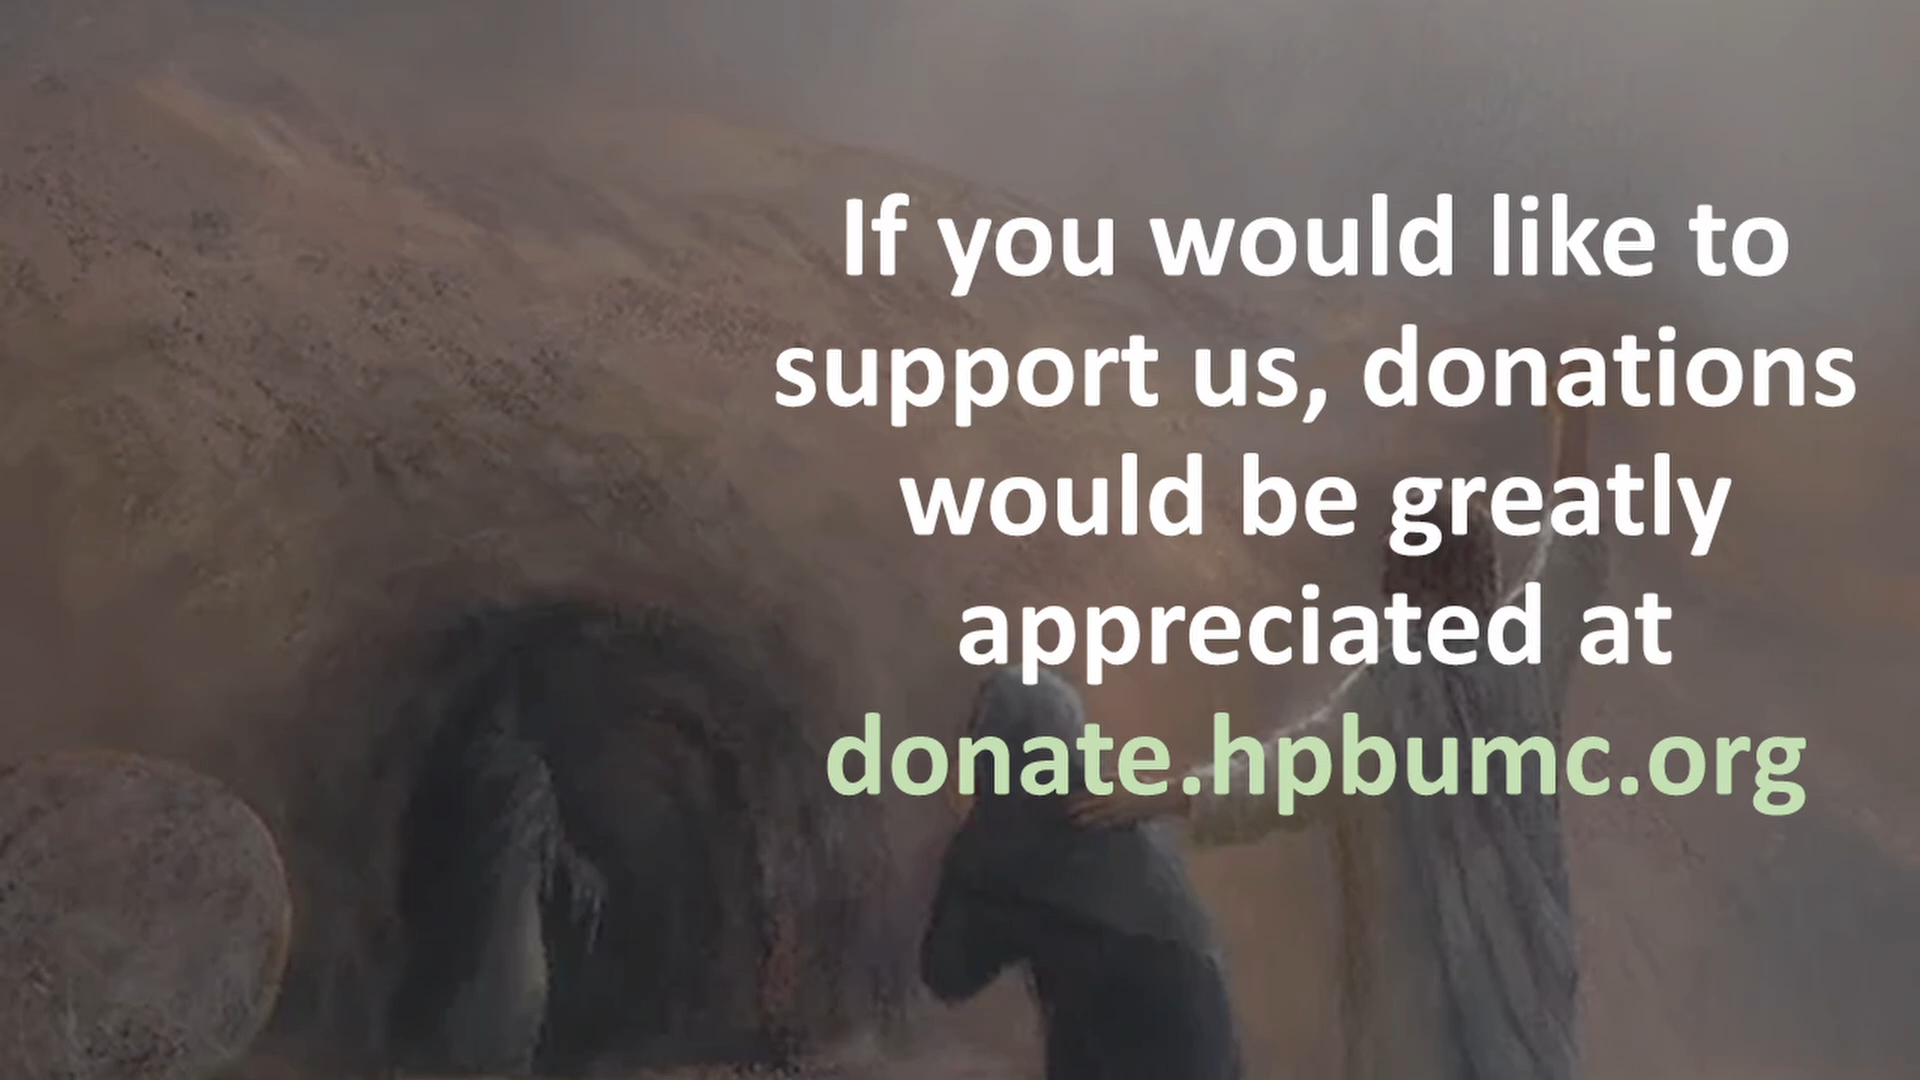 If you would like to
support us, donations
would be greatly
appreciated at
donate.hpbumc.org